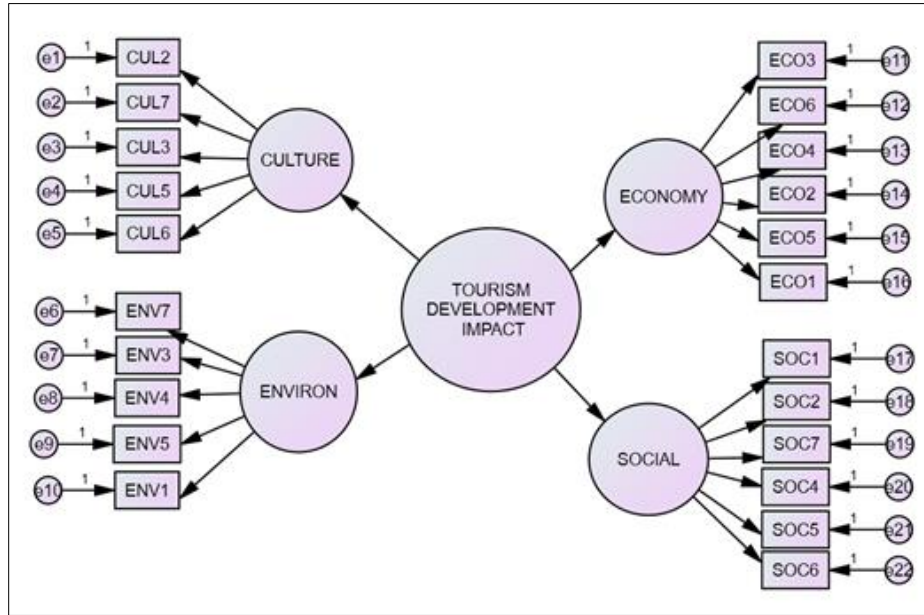 e1 1 CUL2
e2 1 CUL7
e3 1 CUL3
e4 1 CUL5
e5 1 CUL6
CULTURE
e6 1 ENV7
e7 1 ENV3
e8 1 ENV4
e9 1 ENV5
e10 1 ENV1
ENVIRON
TOURISM
DEVELOPMENT
IMPACT
ECONOMY
ECO3 1 e11
ECO6 1 e12
ECO4 1 e13
ECO2 1 e14
ECO5 1 e15
ECO1 1 e16
SOCIAL
SOC1 1 e17
SOC2 1 e18
SOC7 1 e19
SOC4 1 e20
SOC5 1 e21
SOC6 1 e22